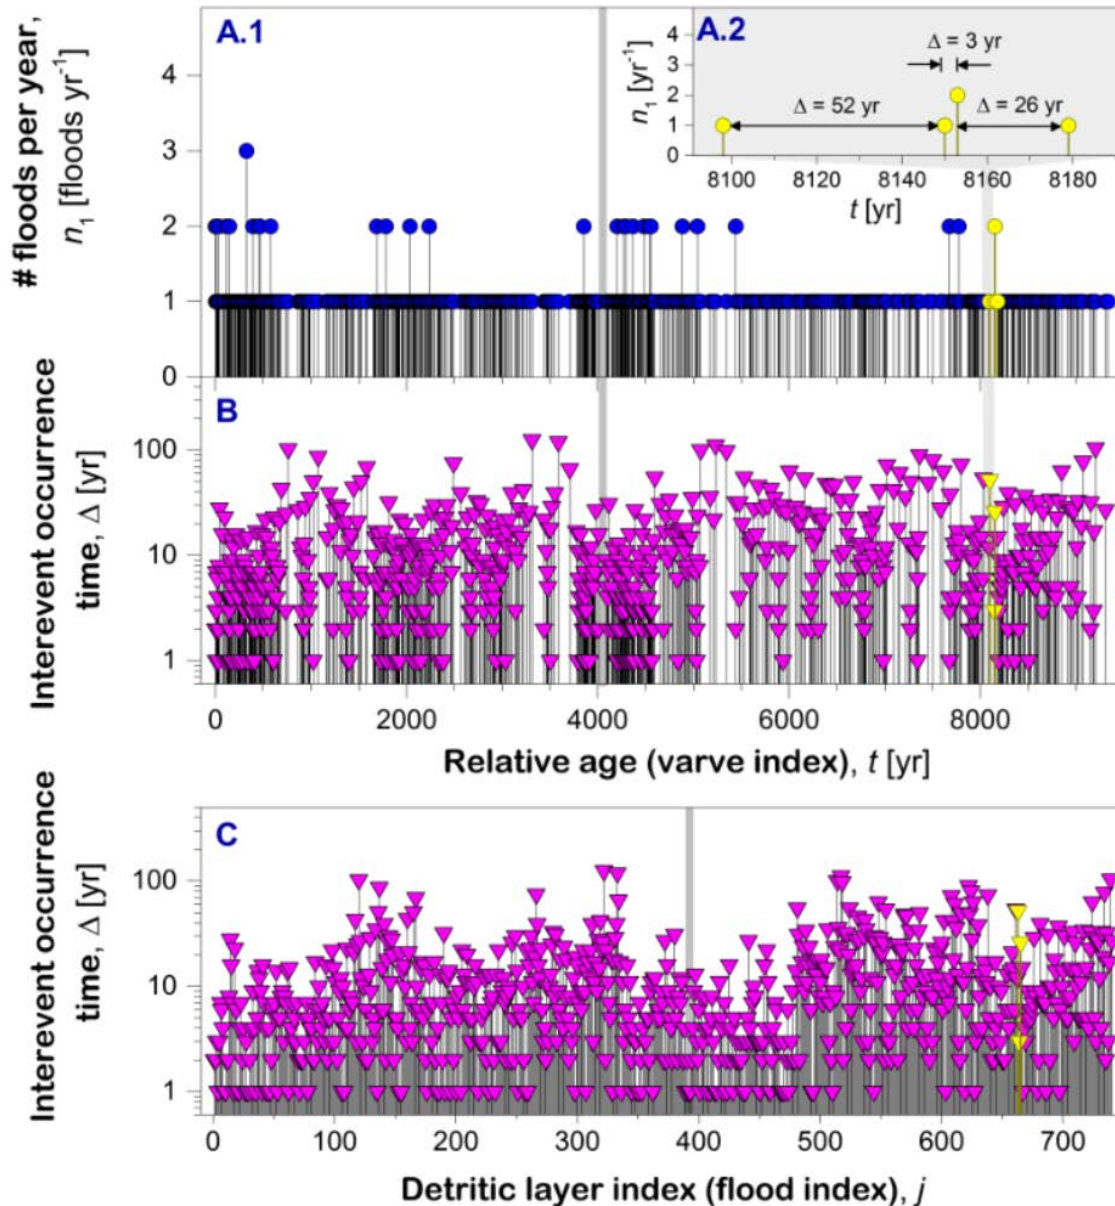 # floods per year,
n₁ [floods yr⁻¹]
A.1
4
3
2
1
0
A.2
n₁ [yr⁻¹]
4
3
2
1
0
Δ = 3 yr
Δ = 52 yr
Δ = 26 yr
8100 8120 8140 8160 8180
t [yr]
Interevent occurrence
time, Δ [yr]
B
100
10
1
0 2000 4000 6000 8000
Relative age (varve index), t [yr]
Interevent occurrence
time, Δ [yr]
C
100
10
1
0 100 200 300 400 500 600 700
Detritic layer index (flood index), j